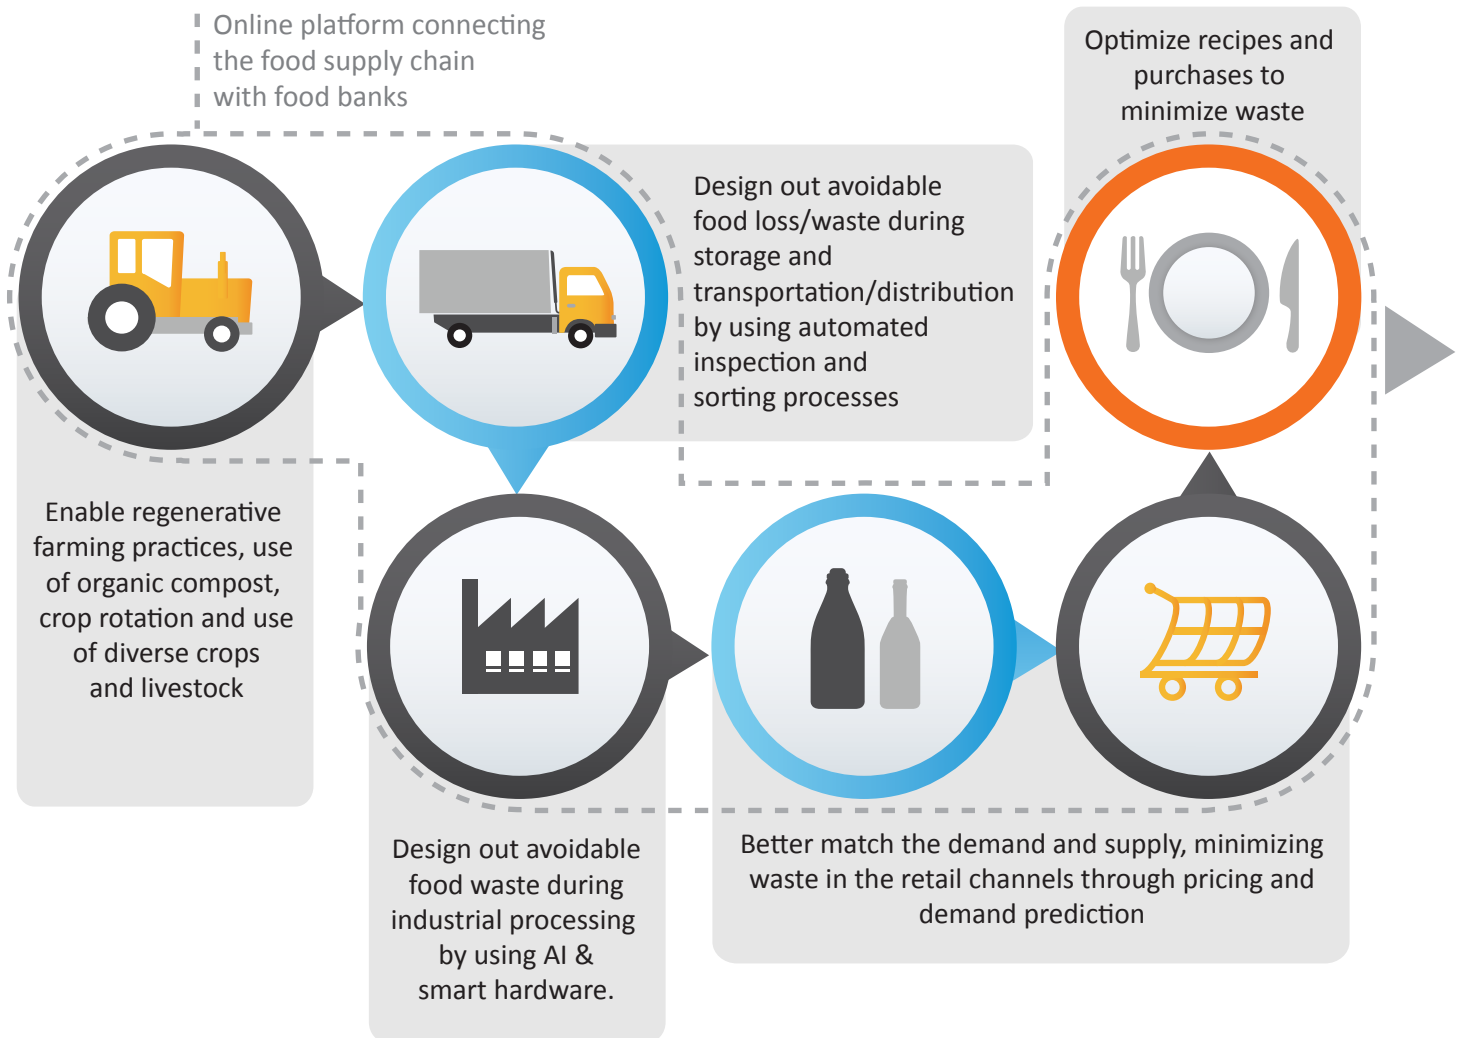 Online platform connecting
the food supply chain
with food banks
Optimize recipes and
purchases to
minimize waste
Design out avoidable
food loss/waste during
storage and
transportation/distribution
by using automated
inspection and
sorting processes
Enable regenerative
farming practices, use
of organic compost,
crop rotation and use
of diverse crops
and livestock
Design out avoidable
food waste during
industrial processing
by using AI &
smart hardware.
Better match the demand and supply, minimizing
waste in the retail channels through pricing and
demand prediction